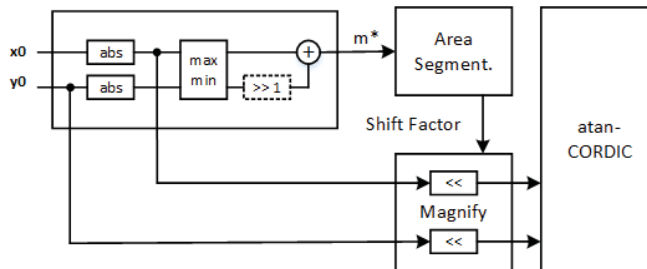 x0
abs
max
min
+
m*
Area
Segment.
y0
abs
>> 1
Shift Factor
atan-
CORDIC
<<
Magnify
<<